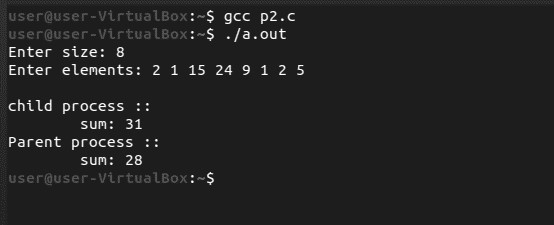 user@user-VirtualBox:~$ gcc p2.c
user@user-VirtualBox:~$ ./a.out
Enter size: 8
Enter elements: 2 1 15 24 9 1 2 5
child process ::
sum: 31
Parent process ::
sum: 28
user@user-VirtualBox:~$